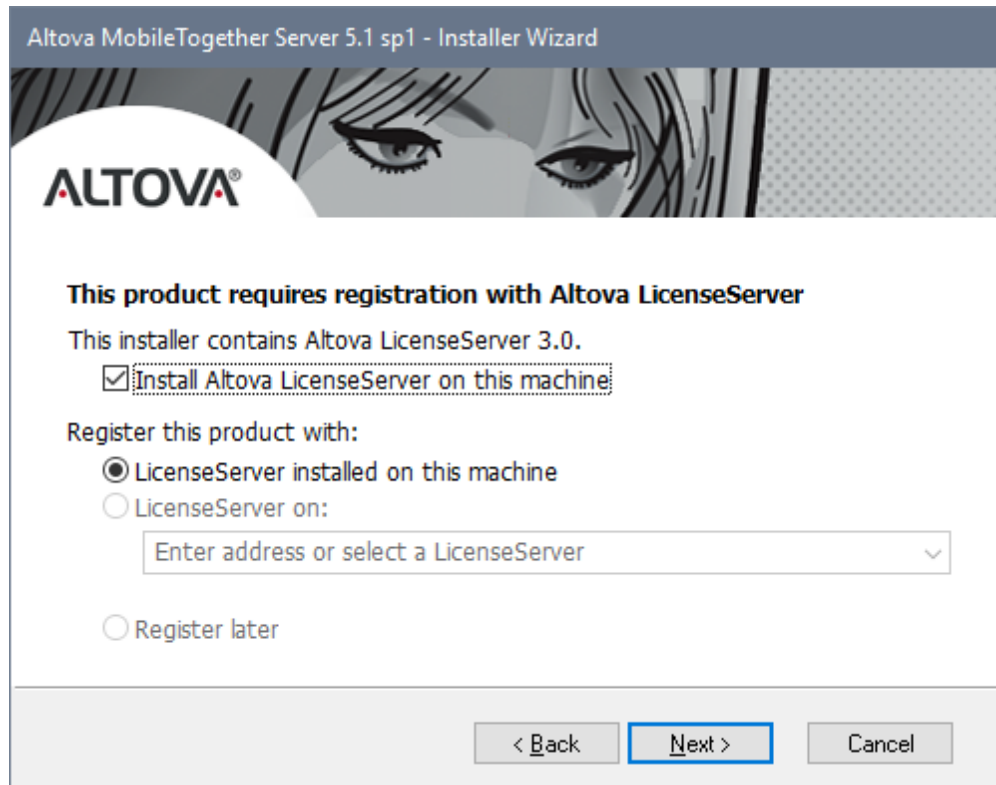 Altova MobileTogether Server 5.1 sp1 - Installer Wizard
ALTOVA®
This product requires registration with Altova LicenseServer
This installer contains Altova LicenseServer 3.0.
Install Altova LicenseServer on this machine
Register this product with:
LicenseServer installed on this machine
LicenseServer on:
Enter address or select a LicenseServer
Register later
< Back Next > Cancel